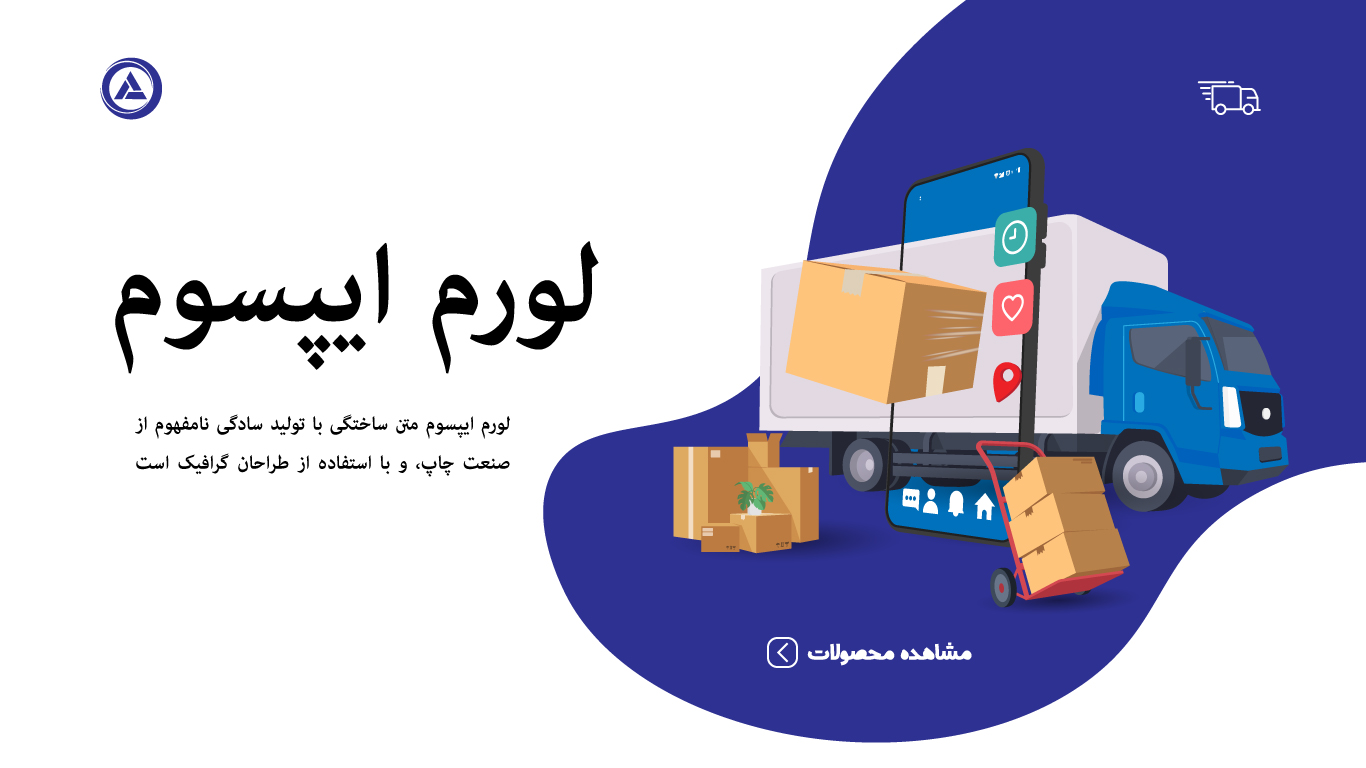 لورم ایپسوم
لورم ایپسوم متن ساختگی با تولید سادگی نامفهوم از
صنعت چاپ، و با استفاده از طراحان گرافیک است
مشاهده محصولات